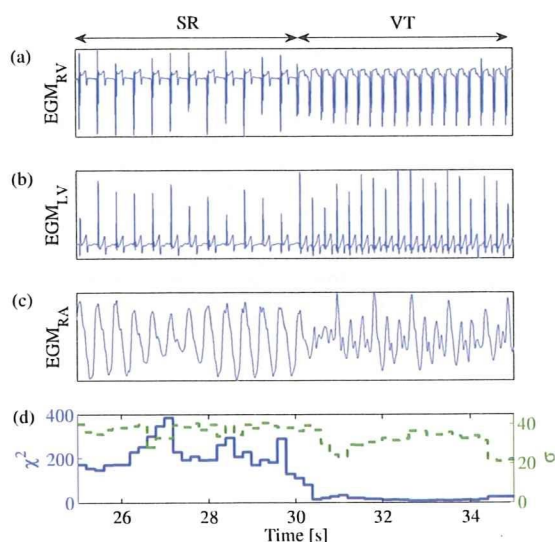 SR VT
(a)
EGM_RV
(b)
EGM_LV
(c)
EGM_RA
(d)
400
200
0
χ²
40
20
0
σ
26 28 30 32 34
Time [s]